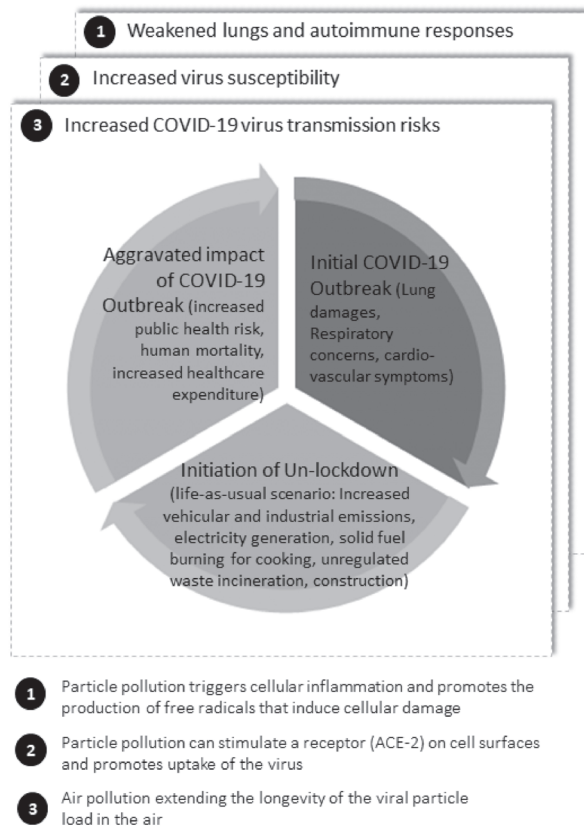 1 Weakened lungs and autoimmune responses
2 Increased virus susceptibility
3 Increased COVID-19 virus transmission risks
Aggravated impact
of COVID-19
Outbreak (increased
public health risk,
human mortality,
increased healthcare
expenditure)
Initial COVID-19
Outbreak (Lung
damages,
Respiratory
concerns, cardio-
vascular symptoms)
Initiation of Un-lockdown
(life-as-usual scenario: Increased
vehicular and industrial emissions,
electricity generation, solid fuel
burning for cooking, unregulated
waste incineration, construction)
1 Particle pollution triggers cellular inflammation and promotes the
production of free radicals that induce cellular damage
2 Particle pollution can stimulate a receptor (ACE-2) on cell surfaces
and promotes uptake of the virus
3 Air pollution extending the longevity of the viral particle
load in the air